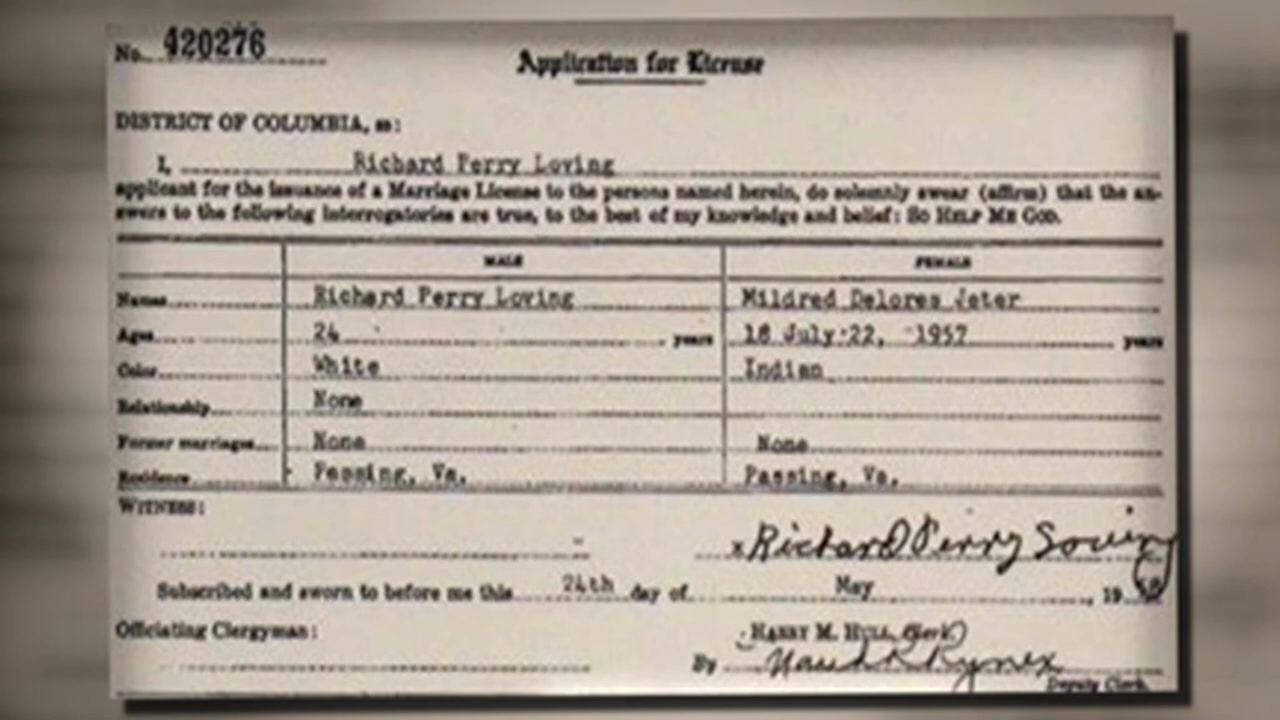 No. 420276
Application for License
DISTRICT OF COLUMBIA, ss:
I, Richard Perry Loving
applicant for the issuance of a Marriage License to the persons named herein, do solemnly swear (affirm) that the an-
swers to the following interrogatories are true, to the best of my knowledge and belief: SO HELP ME GOD.
MALE FEMALE
Names Richard Perry Loving Mildred Delores Jeter
Ages 24 years 18 July 22, 1957 years
Color White Indian
Relationship None
Former marriages None None
Residence Passing, Va. Passing, Va.
WITNESS:
x Richard Perry Loving
Subscribed and sworn to before me this 24th day of May 19
Officiating Clergyman:
HARRY M. HULL, Clerk
By
Deputy Clerk.